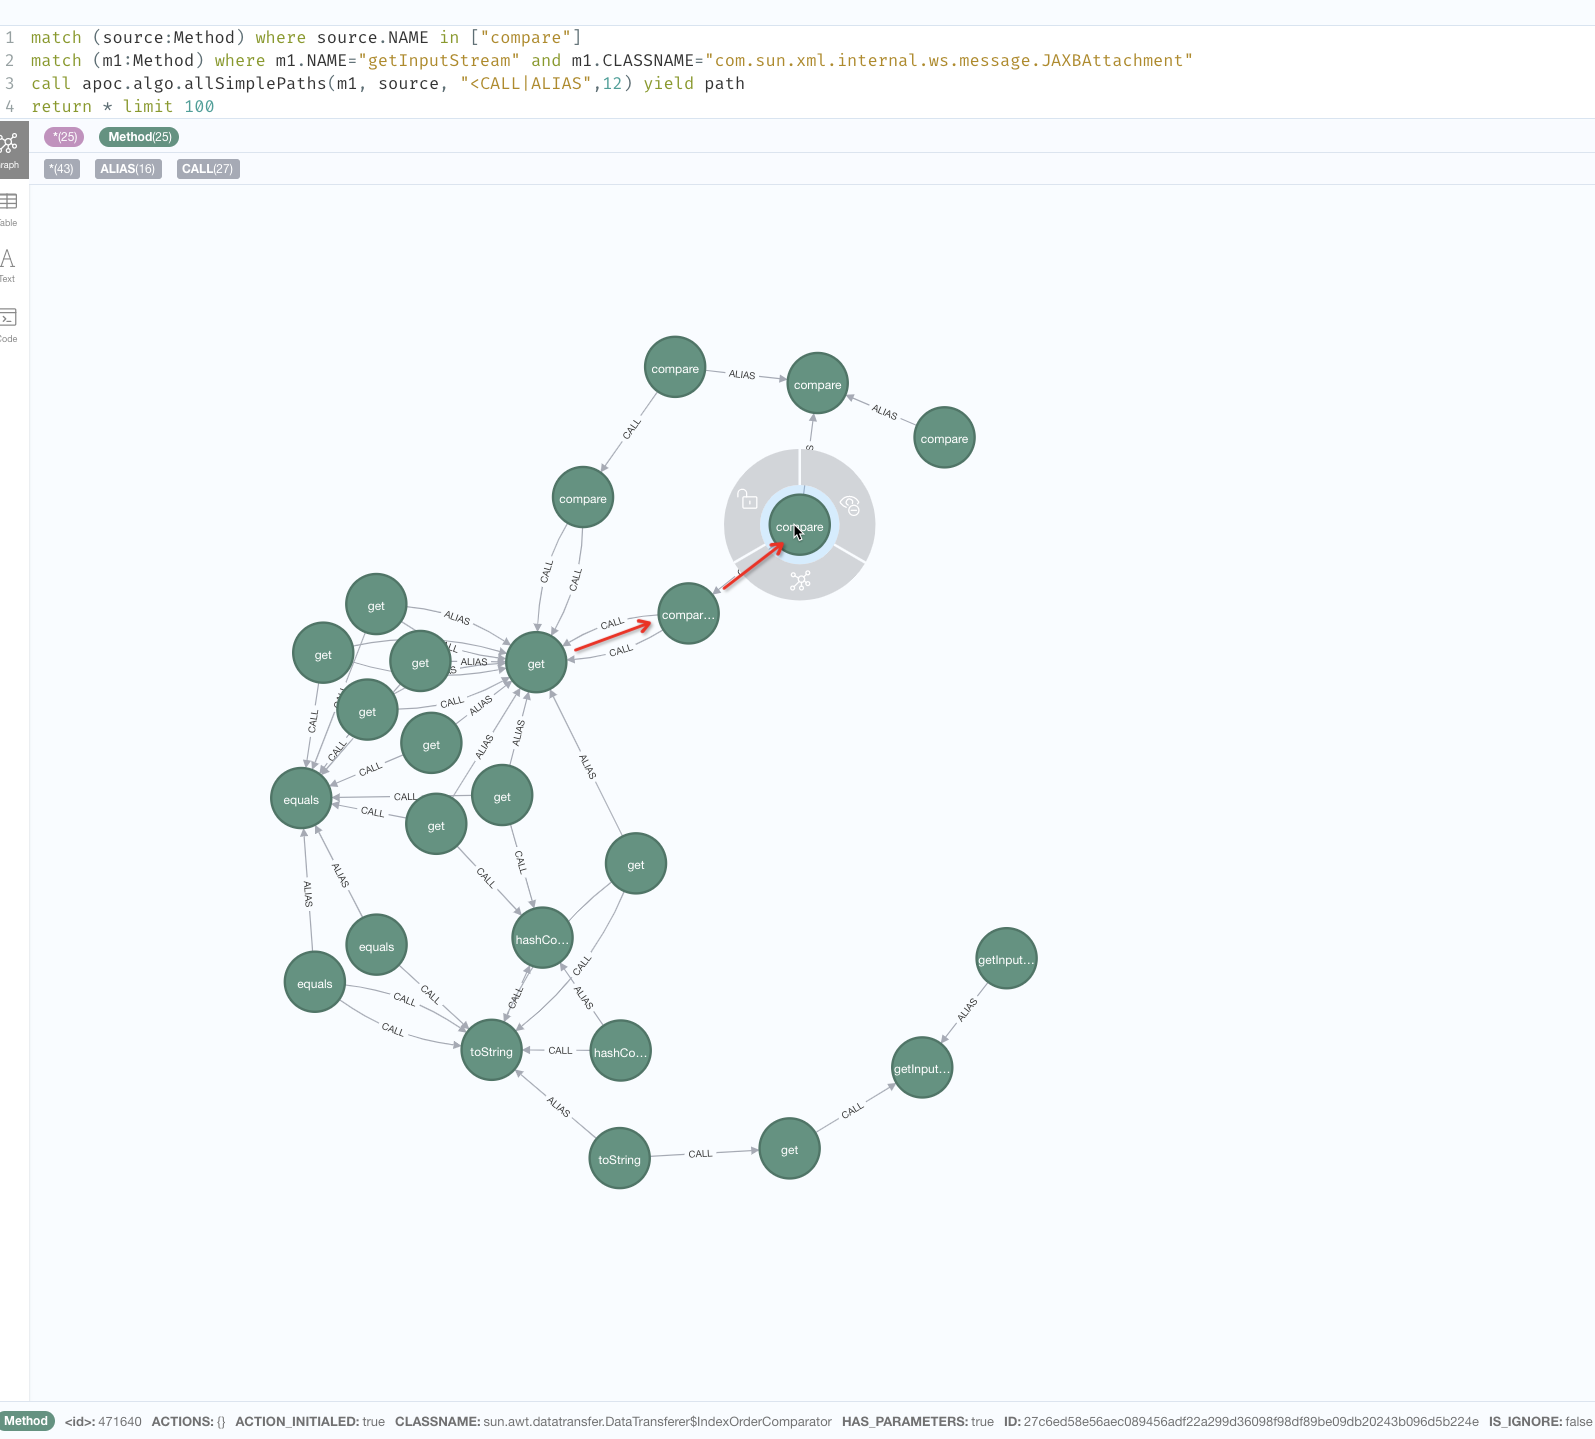 1 match (source:Method) where source.NAME in ["compare"]
2 match (m1:Method) where m1.NAME="getInputStream" and m1.CLASSNAME="com.sun.xml.internal.ws.message.JAXBAttachment"
3 call apoc.algo.allSimplePaths(m1, source, "<CALL|ALIAS",12) yield path
4 return * limit 100
*(25) Method(25)
*(43) ALIAS(16) CALL(27)
Text
compare
ALIAS
compare
ALIAS
compare
CALL
compare
compare
CALL
CALL
get
ALIAS
compar...
CALL
CALL
get
get
ALIAS
get
get
CALL
ALIAS
get
CALL
CALL
ALIAS
ALIAS
ALIAS
CALL
equals
CALL
get
CALL
get
CALL
CALL
get
ALIAS
ALIAS
equals
hashCo...
equals
CALL
CALL
CALL
CALL
CALL
ALIAS
toString
CALL
hashCo...
getInput...
ALIAS
getInput...
ALIAS
CALL
toString
CALL
get
Method <id>: 471640 ACTIONS: {} ACTION_INITIALED: true CLASSNAME: sun.awt.datatransfer.DataTransferer$IndexOrderComparator HAS_PARAMETERS: true ID: 27c6ed58e56aec089456adf22a299d36098f98df89be09db20243b096d5b224e IS_IGNORE: false